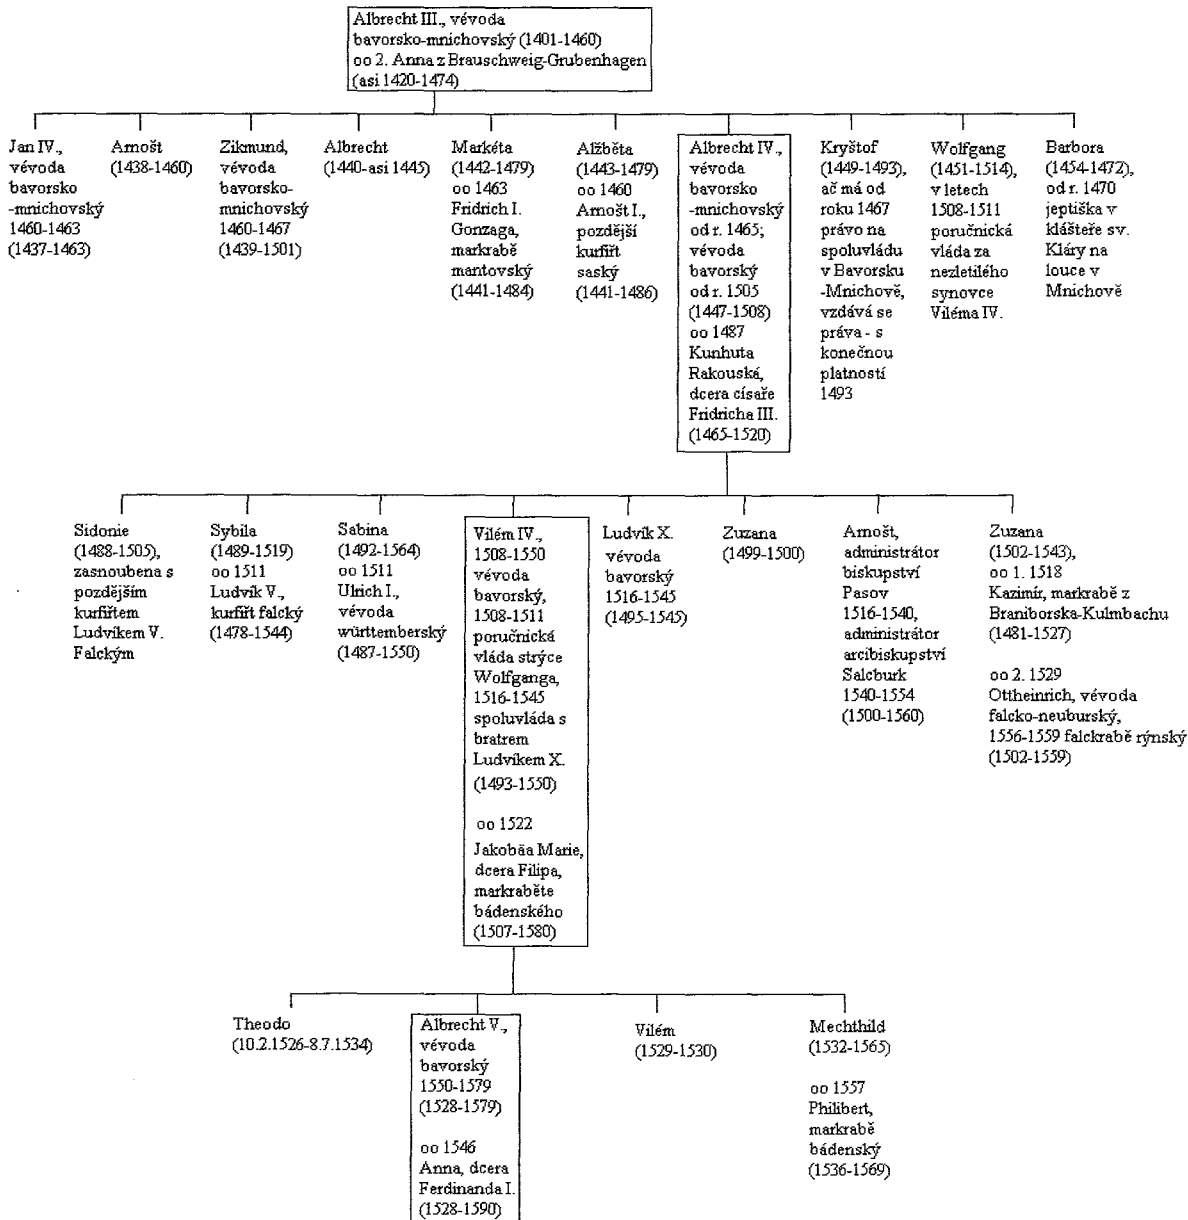 Albrecht III., vévoda
bavorsko-mnichovský (1401-1460)
oo 2. Anna z Brauschweig-Grubenhagen
(asi 1420-1474)
Jan IV.,
vévoda
bavorsko
-mnichovský
1460-1463
(1437-1463)
Arnošt
(1438-1460)
Zikmund,
vévoda
bavorsko-
mnichovský
1460-1467
(1439-1501)
Albrecht
(1440-asi 1445)
Markéta
(1442-1479)
oo 1463
Fridrich I.
Gonzaga,
markrabě
mantovský
(1441-1484)
Alžběta
(1443-1479)
oo 1460
Arnošt I.,
pozdější
kurfiřt
saský
(1441-1486)
Albrecht IV.,
vévoda
bavorsko
-mnichovský
od r. 1465;
vévoda
bavorský
od r. 1505
(1447-1508)
oo 1487
Kunhuta
Rakouská,
dcera císaře
Fridricha III.
(1465-1520)
Kryštof
(1449-1493),
ač má od
roku 1467
právo na
spoluvládu
v Bavorsku
-Mnichově,
vzdává se
práva - s
konečnou
platností
1493
Wolfgang
(1451-1514),
v letech
1508-1511
poručnická
vláda za
nezletilého
synovce
Viléma IV.
Barbora
(1454-1472),
od r. 1470
jeptiška v
klášteře sv.
Kláry na
louce v
Mnichově
Sidonie
(1488-1505),
zasnoubena s
pozdějším
kurfiřtem
Ludvíkem V.
Falckým
Sybila
(1489-1519)
oo 1511
Ludvík V.,
kurfiřt falcký
(1478-1544)
Sabina
(1492-1564)
oo 1511
Ulrich I.,
vévoda
württemberský
(1487-1550)
Vilém IV.,
1508-1550
vévoda
bavorský,
1508-1511
poručnická
vláda strýce
Wolfganga,
1516-1545
spoluvláda s
bratrem
Ludvíkem X.
(1493-1550)
oo 1522
Jakobäa Marie,
dcera Filipa,
markraběte
bádenského
(1507-1580)
Ludvík X.
vévoda
bavorský
1516-1545
(1495-1545)
Zuzana
(1499-1500)
Arnošt,
administrátor
biskupství
Pasov
1516-1540,
administrátor
arcibiskupství
Salcburk
1540-1554
(1500-1560)
Zuzana
(1502-1543),
oo 1. 1518
Kazimír, markrabě z
Braniborska-Kulmbachu
(1481-1527)
oo 2. 1529
Ottheinrich, vévoda
falcko-neuburský,
1556-1559 falckrabě rýnský
(1502-1559)
Theodo
(10.2.1526-8.7.1534)
Albrecht V.,
vévoda
bavorský
1550-1579
(1528-1579)
oo 1546
Anna, dcera
Ferdinanda I.
(1528-1590)
Vilém
(1529-1530)
Mechthild
(1532-1565)
oo 1557
Philibert,
markrabě
bádenský
(1536-1569)